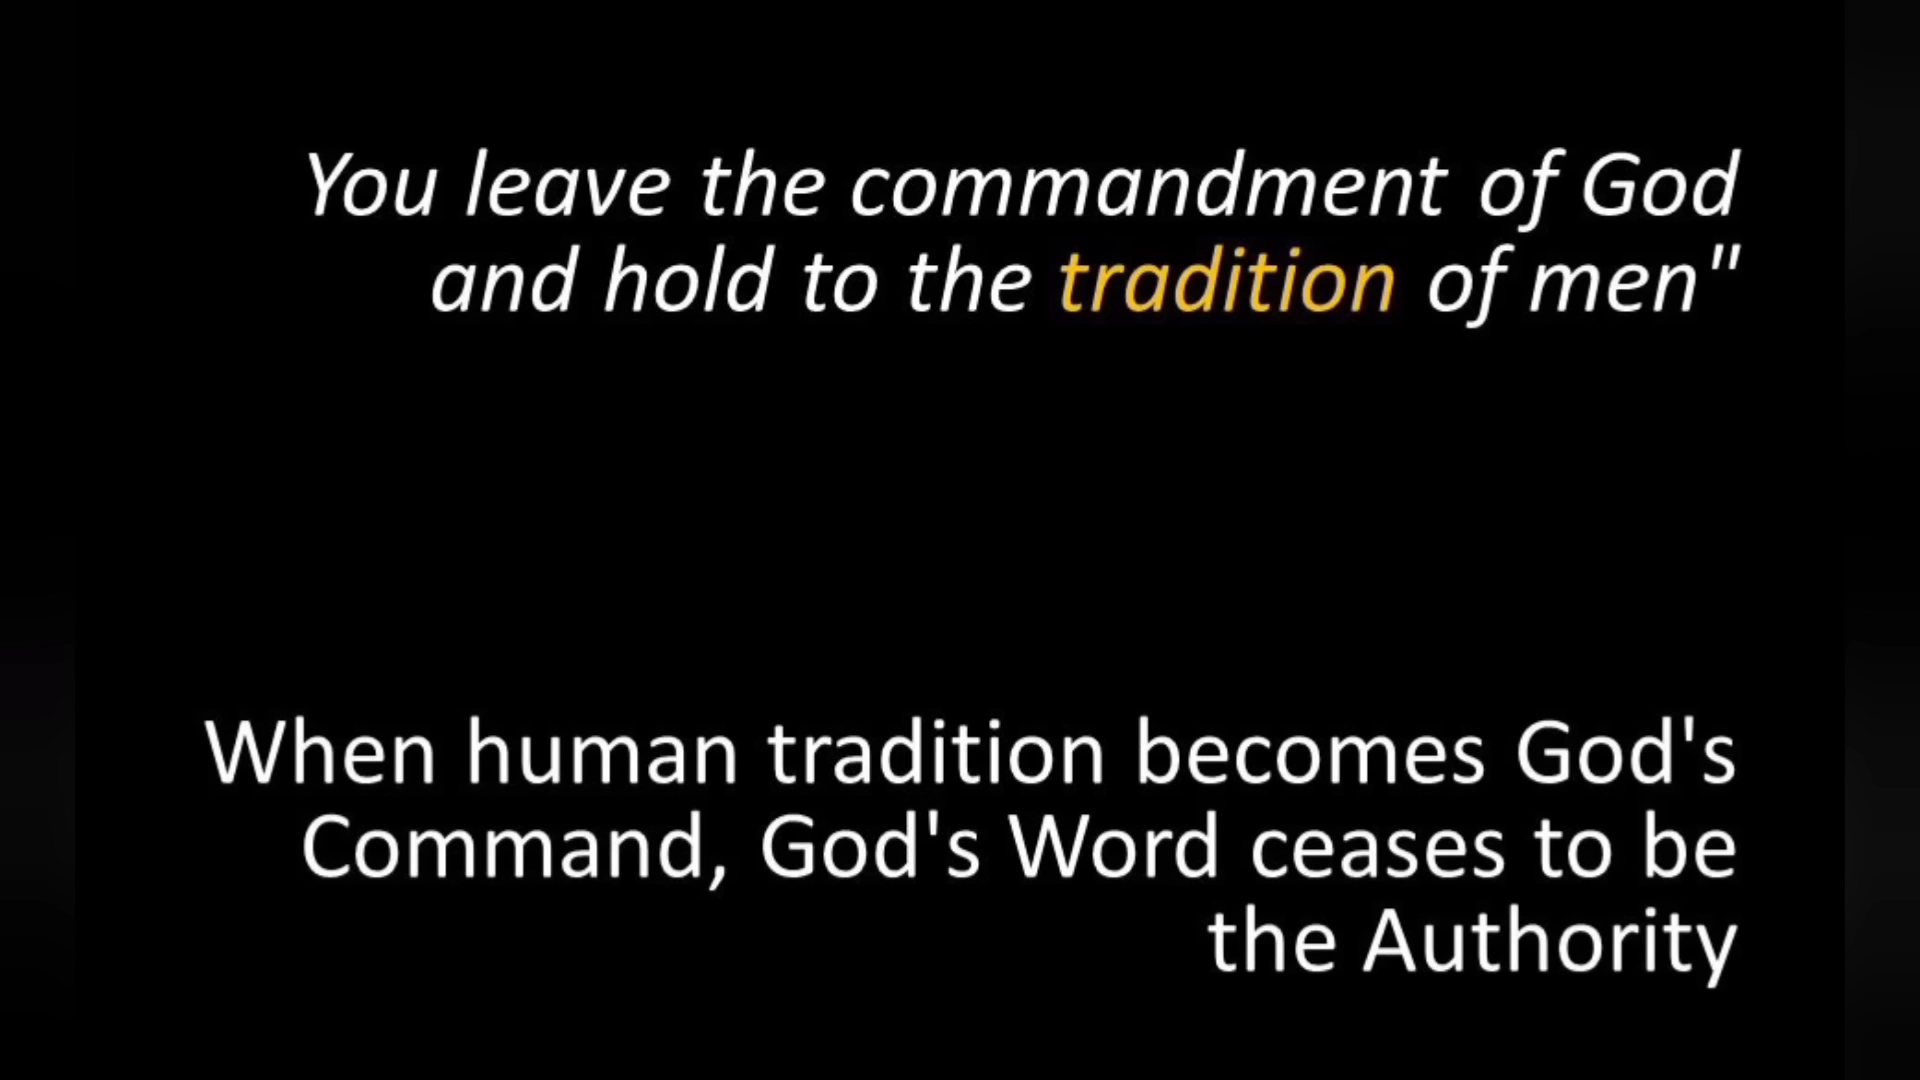 You leave the commandment of God
and hold to the tradition of men"
When human tradition becomes God's
Command, God's Word ceases to be
the Authority